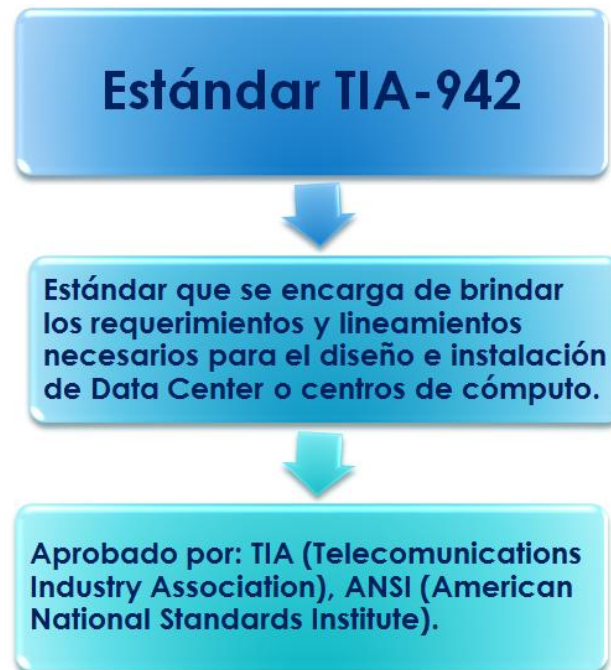 Estándar TIA-942
Estándar que se encarga de brindar
los requerimientos y lineamientos
necesarios para el diseño e instalación
de Data Center o centros de cómputo.
Aprobado por: TIA (Telecomunications
Industry Association), ANSI (American
National Standards Institute).